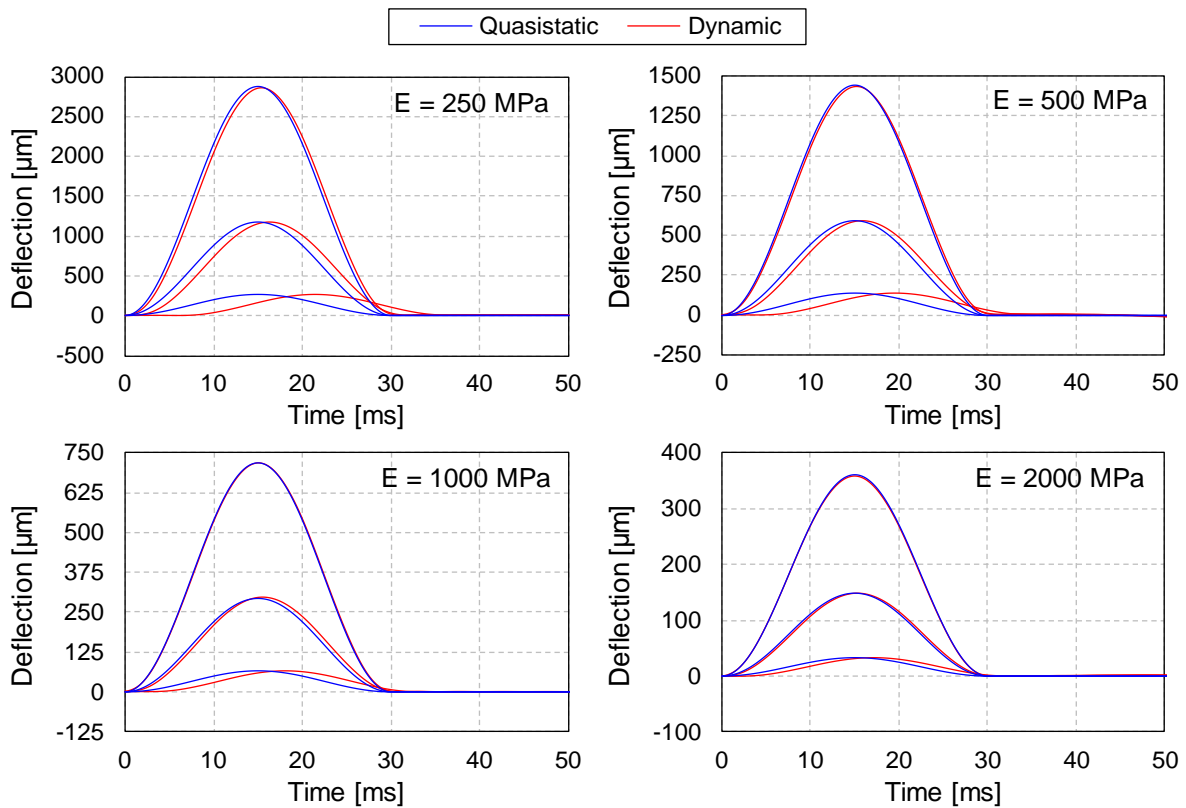 Quasistatic Dynamic
E = 250 MPa
Deflection [µm]
3000
2500
2000
1500
1000
500
0
-500
0 10 20 30 40 50
Time [ms]
E = 500 MPa
Deflection [µm]
1500
1250
1000
750
500
250
0
-250
0 10 20 30 40 50
Time [ms]
E = 1000 MPa
Deflection [µm]
750
625
500
375
250
125
0
-125
0 10 20 30 40 50
Time [ms]
E = 2000 MPa
Deflection [µm]
400
300
200
100
0
-100
0 10 20 30 40 50
Time [ms]